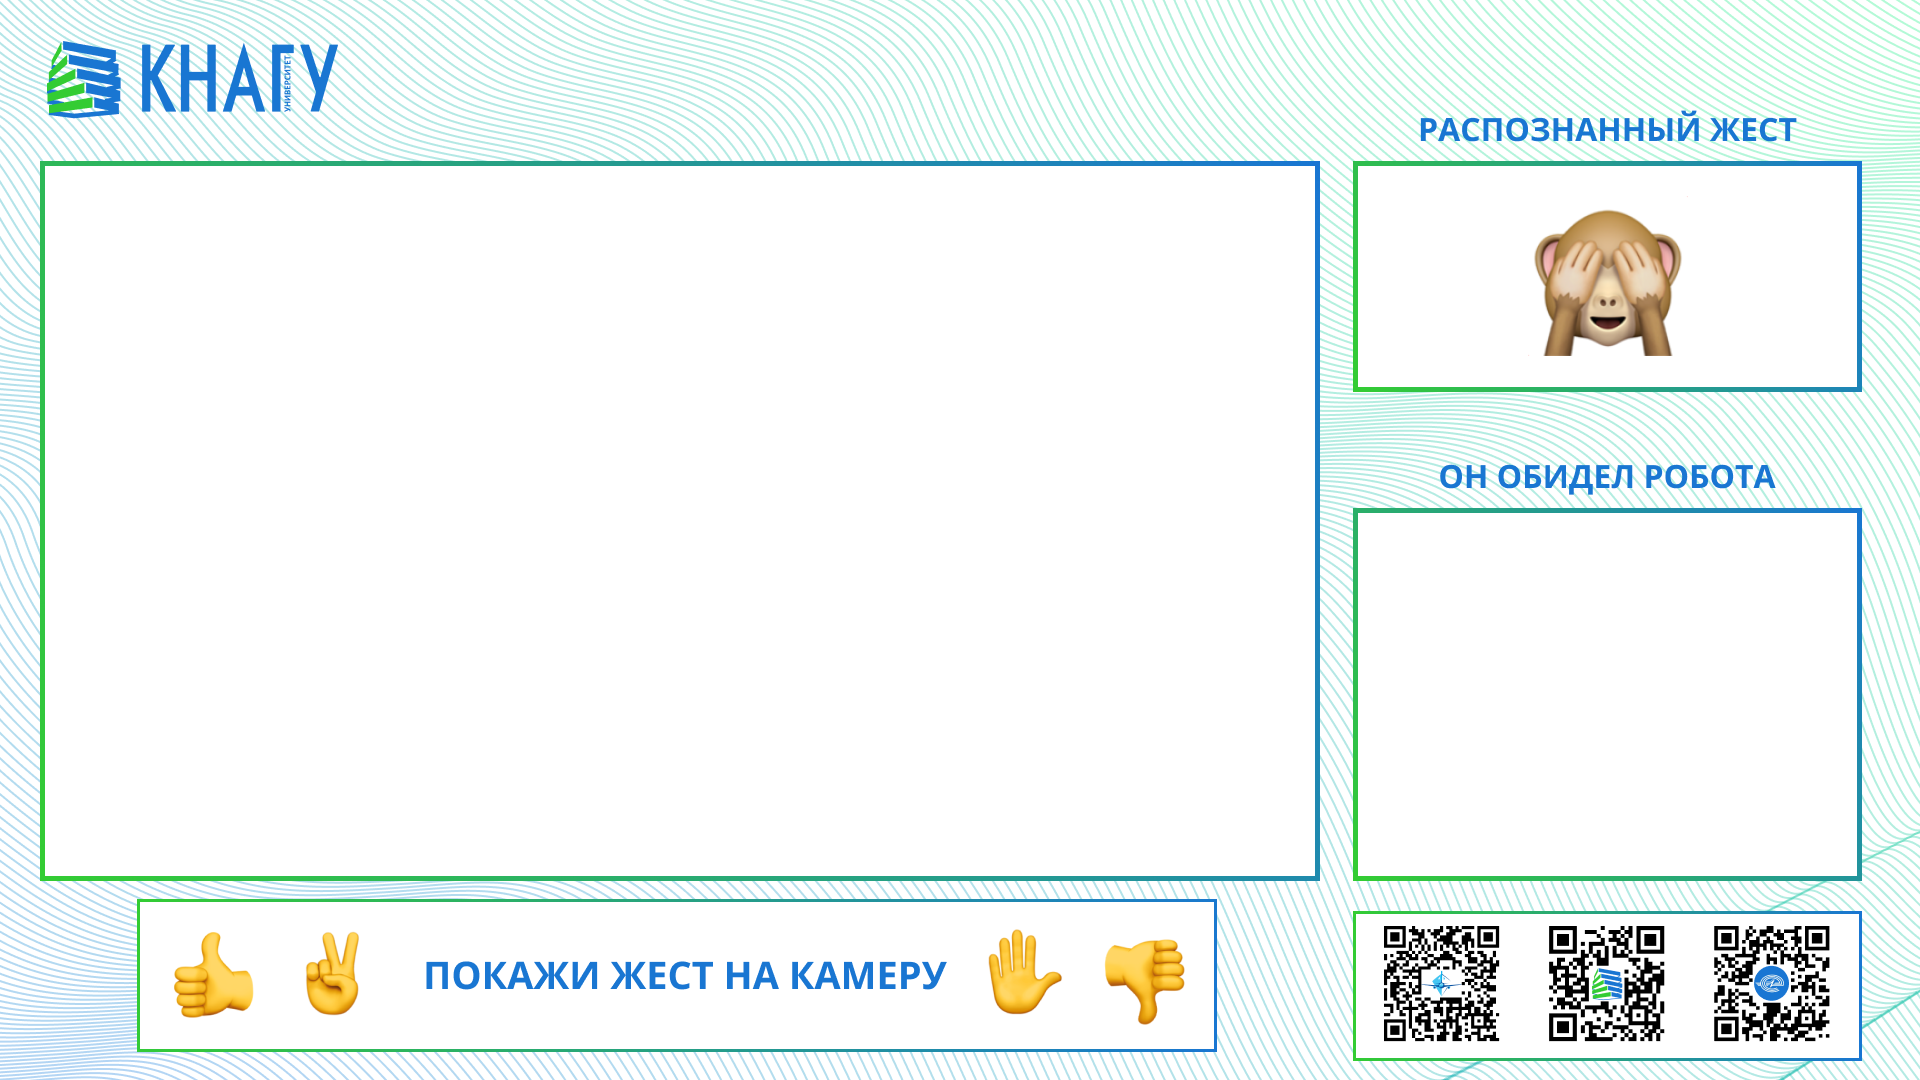 КНАГУ
УНИВЕРСИТЕТ
РАСПОЗНАННЫЙ ЖЕСТ
ОН ОБИДЕЛ РОБОТА
ПОКАЖИ ЖЕСТ НА КАМЕРУ